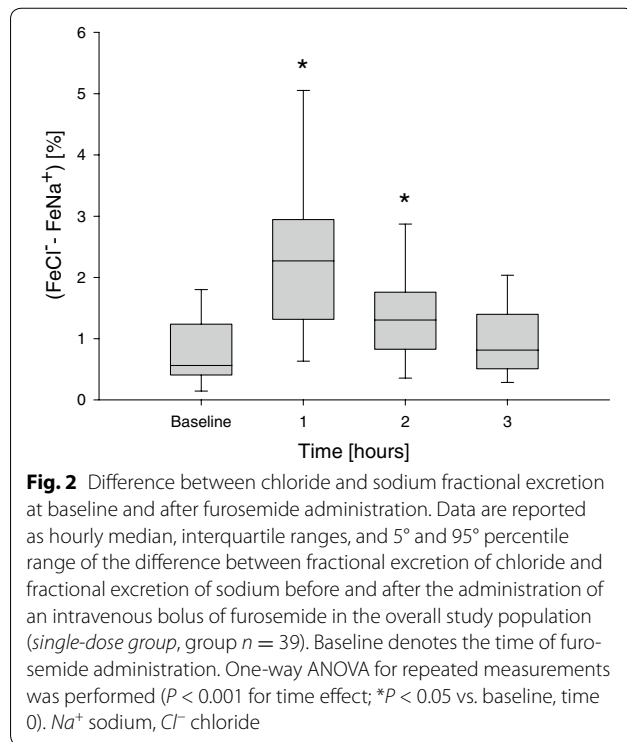 6
*
5
4
*
3
2
1
0
(FeCl⁻- FeNa⁺) [%]
Baseline 1 2 3
Time [hours]
Fig. 2 Difference between chloride and sodium fractional excretion
at baseline and after furosemide administration. Data are reported
as hourly median, interquartile ranges, and 5° and 95° percentile
range of the difference between fractional excretion of chloride and
fractional excretion of sodium before and after the administration of
an intravenous bolus of furosemide in the overall study population
(single-dose group, group n = 39). Baseline denotes the time of furo-
semide administration. One-way ANOVA for repeated measurements
was performed (P < 0.001 for time effect; *P < 0.05 vs. baseline, time
0). Na⁺ sodium, Cl⁻ chloride